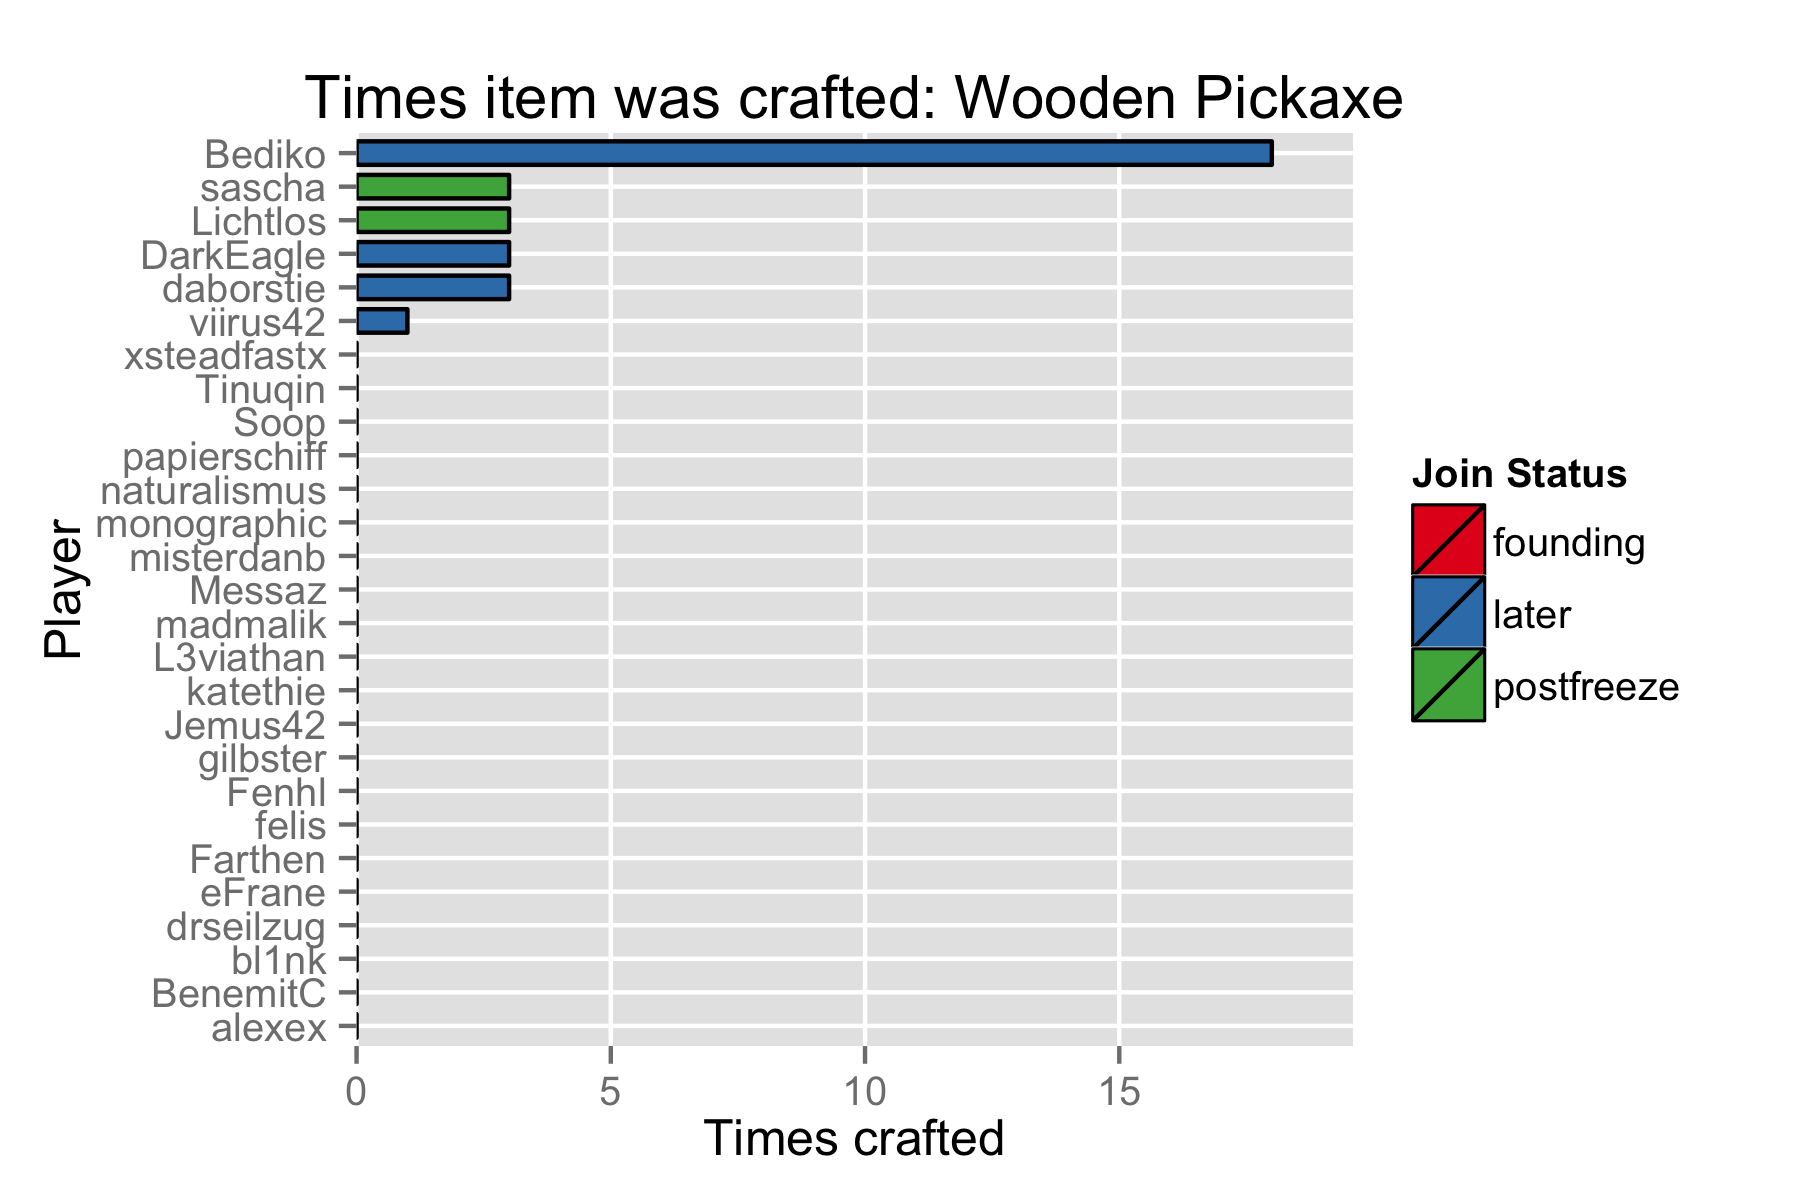 Times item was crafted: Wooden Pickaxe
Bediko
sascha
Lichtlos
DarkEagle
daborstie
viirus42
xsteadfastx
Tinuqin
Soop
papierschiff
naturalismus
monographic
misterdanb
Messaz
madmalik
L3viathan
katethie
Jemus42
gilbster
Fenhl
felis
Farthen
eFrane
drseilzug
bl1nk
BenemitC
alexex
Player
0 5 10 15
Times crafted
Join Status
founding
later
postfreeze